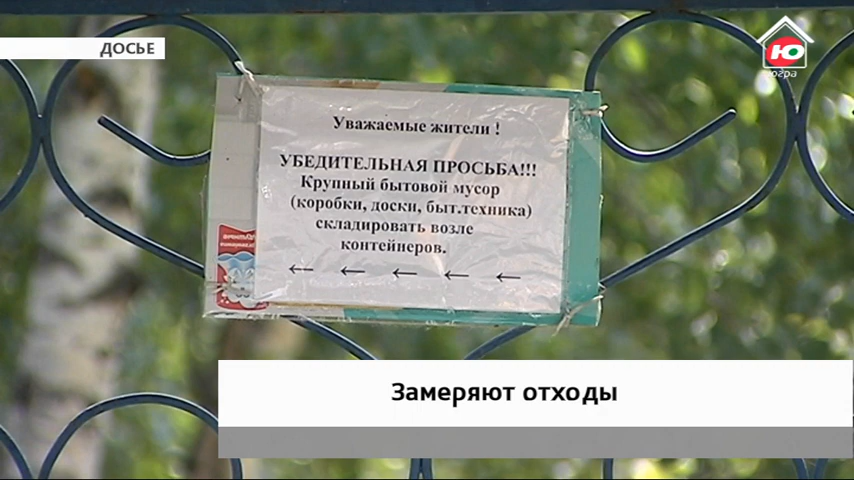 ДОСЬЕ
Ю
югра
Уважаемые жители !
УБЕДИТЕЛЬНАЯ ПРОСЬБА!!!
Крупный бытовой мусор
(коробки, доски, быт.техника)
складировать возле
контейнеров.
← ← ← ← ←
Замеряют отходы